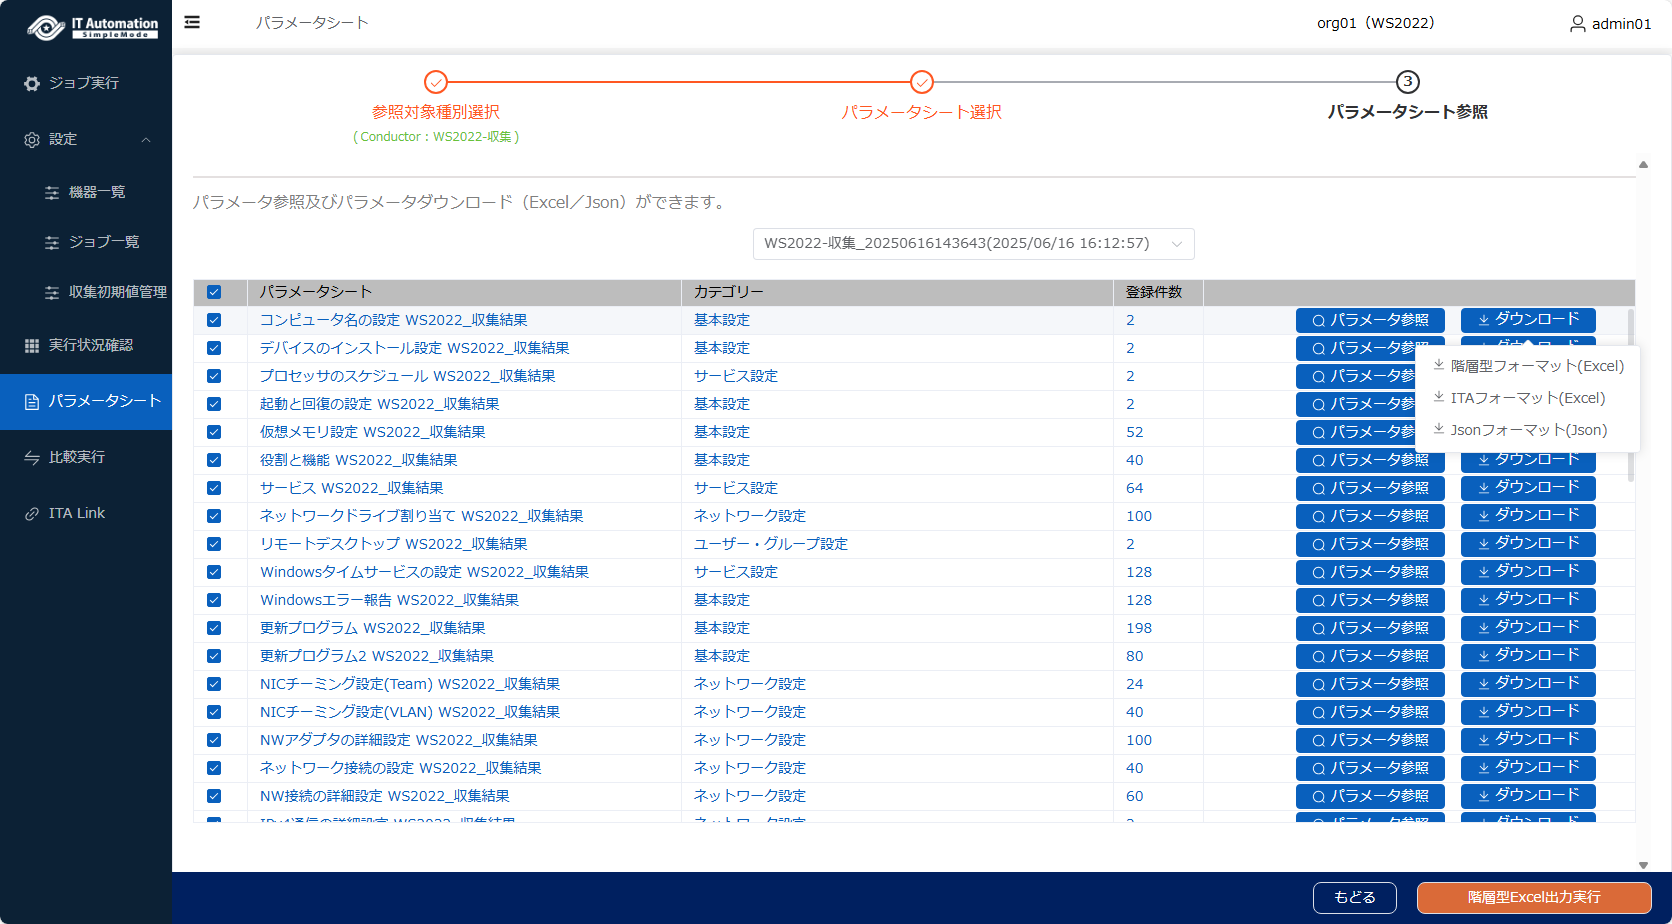 IT Automation
SimpleMode
パラメータシート
org01（WS2022）
admin01
ジョブ実行
設定
機器一覧
ジョブ一覧
収集初期値管理
実行状況確認
パラメータシート
比較実行
ITA Link
3
参照対象種別選択
パラメータシート選択
パラメータシート参照
( Conductor : WS2022-収集 )
パラメータ参照及びパラメータダウンロード（Excel／Json）ができます。
WS2022-収集_20250616143643(2025/06/16 16:12:57)
パラメータシート カテゴリー 登録件数
コンピュータ名の設定 WS2022_収集結果 基本設定 2 パラメータ参照 ダウンロード
デバイスのインストール設定 WS2022_収集結果 基本設定 2 パラメータ参照 ダウンロード
プロセッサのスケジュール WS2022_収集結果 サービス設定 2 パラメータ参
起動と回復の設定 WS2022_収集結果 基本設定 2 パラメータ参
仮想メモリ設定 WS2022_収集結果 基本設定 52 パラメータ参
階層型フォーマット(Excel)
ITAフォーマット(Excel)
Jsonフォーマット(Json)
役割と機能 WS2022_収集結果 基本設定 40 パラメータ参照 ダウンロード
サービス WS2022_収集結果 サービス設定 64 パラメータ参照 ダウンロード
ネットワークドライブ割り当て WS2022_収集結果 ネットワーク設定 100 パラメータ参照 ダウンロード
リモートデスクトップ WS2022_収集結果 ユーザー・グループ設定 2 パラメータ参照 ダウンロード
Windowsタイムサービスの設定 WS2022_収集結果 サービス設定 128 パラメータ参照 ダウンロード
Windowsエラー報告 WS2022_収集結果 基本設定 128 パラメータ参照 ダウンロード
更新プログラム WS2022_収集結果 基本設定 198 パラメータ参照 ダウンロード
更新プログラム2 WS2022_収集結果 基本設定 80 パラメータ参照 ダウンロード
NICチーミング設定(Team) WS2022_収集結果 ネットワーク設定 24 パラメータ参照 ダウンロード
NICチーミング設定(VLAN) WS2022_収集結果 ネットワーク設定 40 パラメータ参照 ダウンロード
NWアダプタの詳細設定 WS2022_収集結果 ネットワーク設定 100 パラメータ参照 ダウンロード
ネットワーク接続の設定 WS2022_収集結果 ネットワーク設定 40 パラメータ参照 ダウンロード
NW接続の詳細設定 WS2022_収集結果 ネットワーク設定 60 パラメータ参照 ダウンロード
IPv4通信の詳細設定 WS2022_収集結果 ネットワーク設定 パラメータ参照 ダウンロード
もどる
階層型Excel出力実行